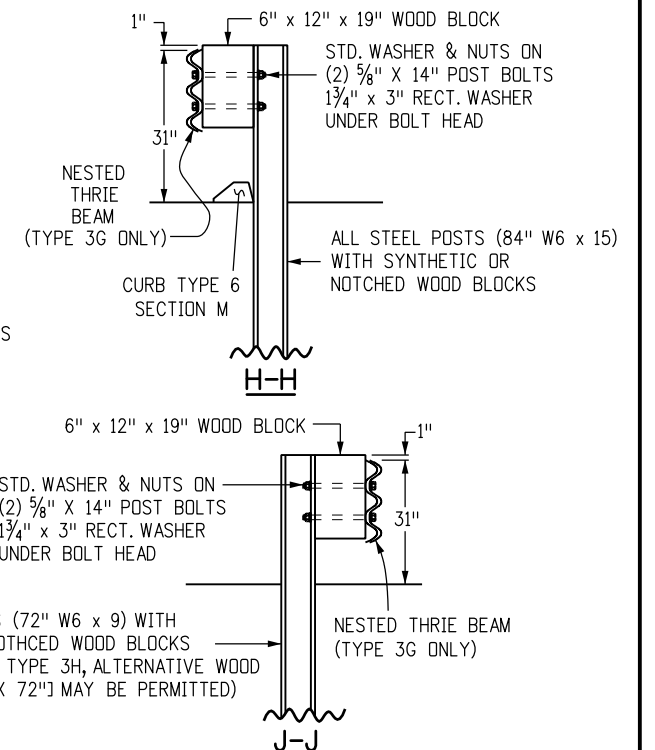 1"
6" x 12" x 19" WOOD BLOCK
STD. WASHER & NUTS ON
(2) 5/8" X 14" POST BOLTS
1 3/4" x 3" RECT. WASHER
UNDER BOLT HEAD
31"
NESTED
THRIE
BEAM
(TYPE 3G ONLY)
ALL STEEL POSTS (84" W6 x 15)
WITH SYNTHETIC OR
NOTCHED WOOD BLOCKS
CURB TYPE 6
SECTION M
S
H-H
6" x 12" x 19" WOOD BLOCK
1"
STD. WASHER & NUTS ON
(2) 5/8" X 14" POST BOLTS
1 3/4" x 3" RECT. WASHER
UNDER BOLT HEAD
31"
(72" W6 x 9) WITH
OTHCED WOOD BLOCKS
TYPE 3H, ALTERNATIVE WOOD
X 72"] MAY BE PERMITTED)
NESTED THRIE BEAM
(TYPE 3G ONLY)
J-J